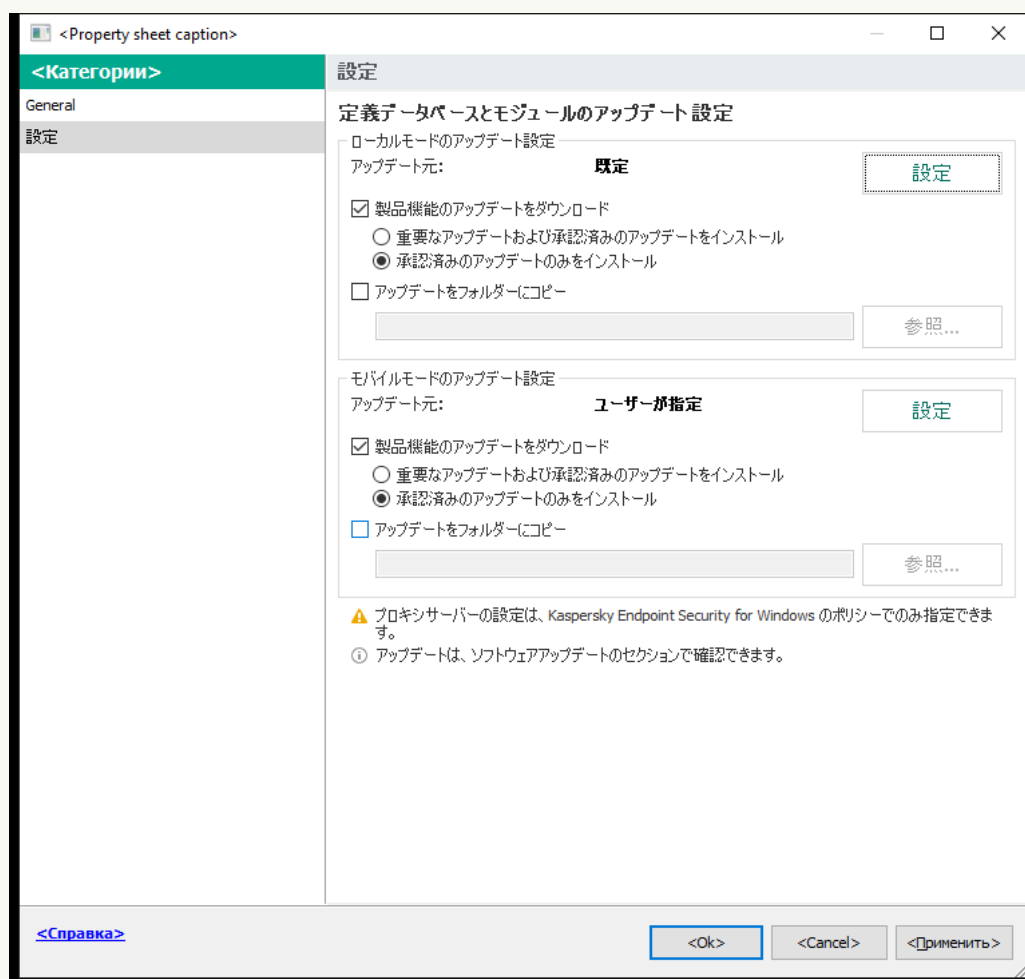 <Property sheet caption>
<Категории>
General
設定
設定
定義データベースとモジュールのアップデート設定
ローカルモードのアップデート設定
アップデート元: 既定 設定
製品機能のアップデートをダウンロード
重要なアップデートおよび承認済みのアップデートをインストール
承認済みのアップデートのみをインストール
アップデートをフォルダーにコピー
参照...
モバイルモードのアップデート設定
アップデート元: ユーザーが指定 設定
製品機能のアップデートをダウンロード
重要なアップデートおよび承認済みのアップデートをインストール
承認済みのアップデートのみをインストール
アップデートをフォルダーにコピー
参照...
プロキシサーバーの設定は、Kaspersky Endpoint Security for Windows のポリシーでのみ指定できま
す。
アップデートは、ソフトウェアアップデートのセクションで確認できます。
<Справка> <Ok> <Cancel> <Применить>